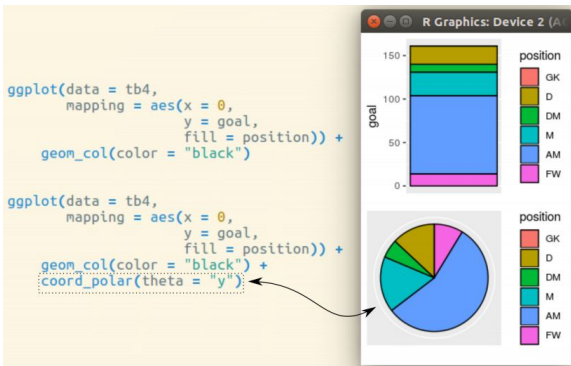 R Graphics: Device 2 (AC
ggplot(data = tb4,
mapping = aes(x = 0,
y = goal,
fill = position)) +
geom_col(color = "black")
ggplot(data = tb4,
mapping = aes(x = 0,
y = goal,
fill = position)) +
geom_col(color = "black") +
coord_polar(theta = "y")
150
100
50
0
goal
position
GK
D
DM
M
AM
FW
position
GK
D
DM
M
AM
FW